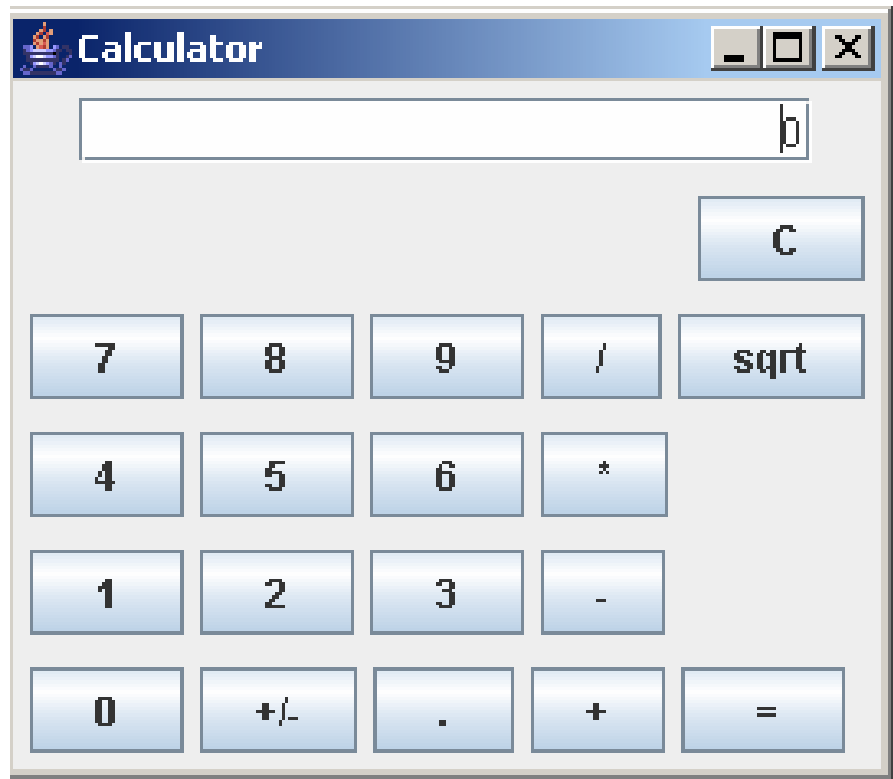 Calculator
0
C
7 8 9 / sqrt
4 5 6 *
1 2 3 -
0 +/- . + =